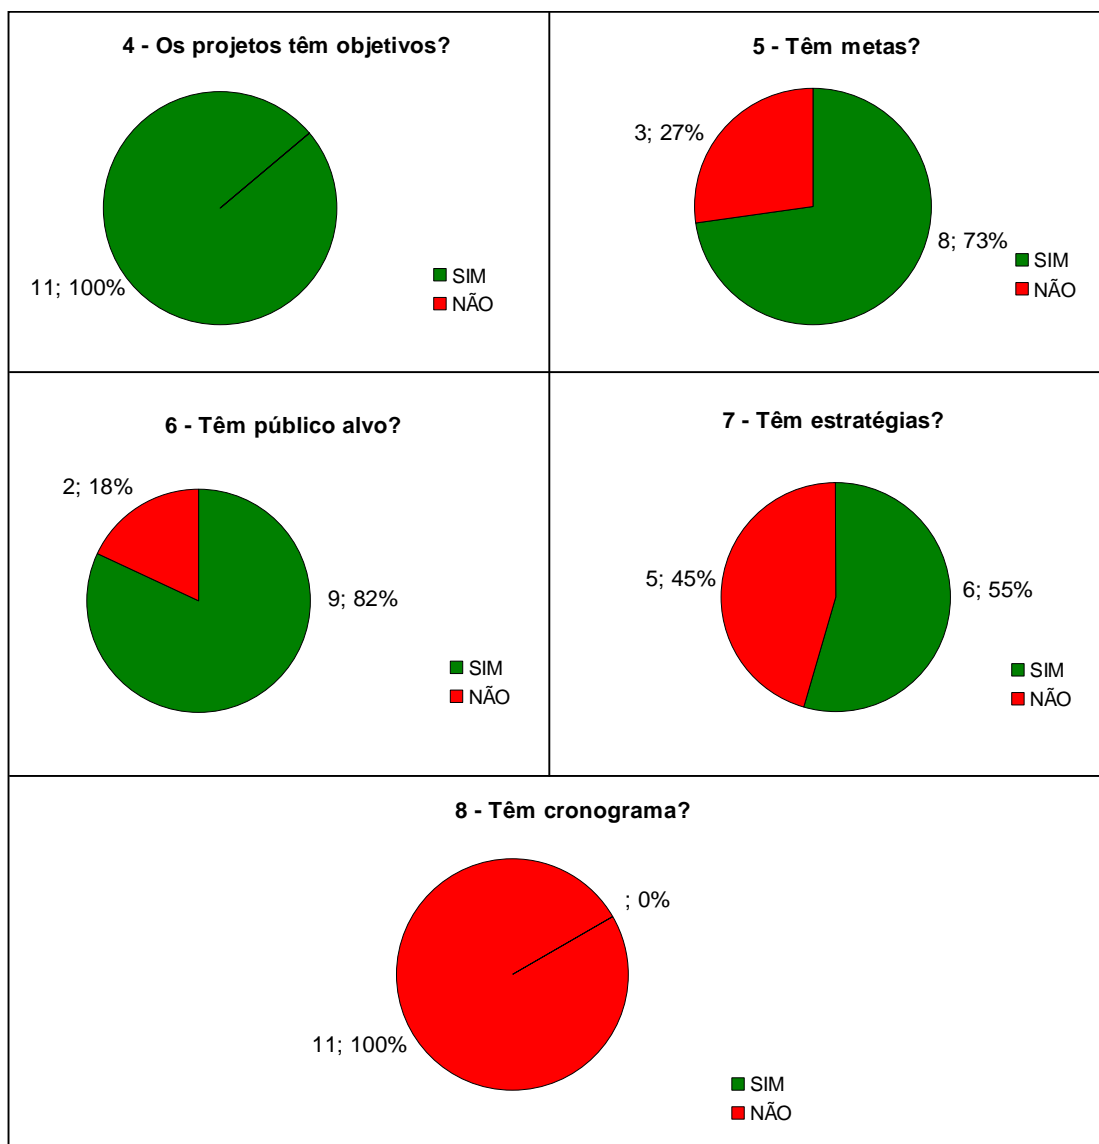 4 - Os projetos têm objetivos?
11; 100%
SIM
NÃO
5 - Têm metas?
3; 27%
8; 73%
SIM
NÃO
6 - Têm público alvo?
2; 18%
9; 82%
SIM
NÃO
7 - Têm estratégias?
5; 45%
6; 55%
SIM
NÃO
8 - Têm cronograma?
; 0%
11; 100%
SIM
NÃO